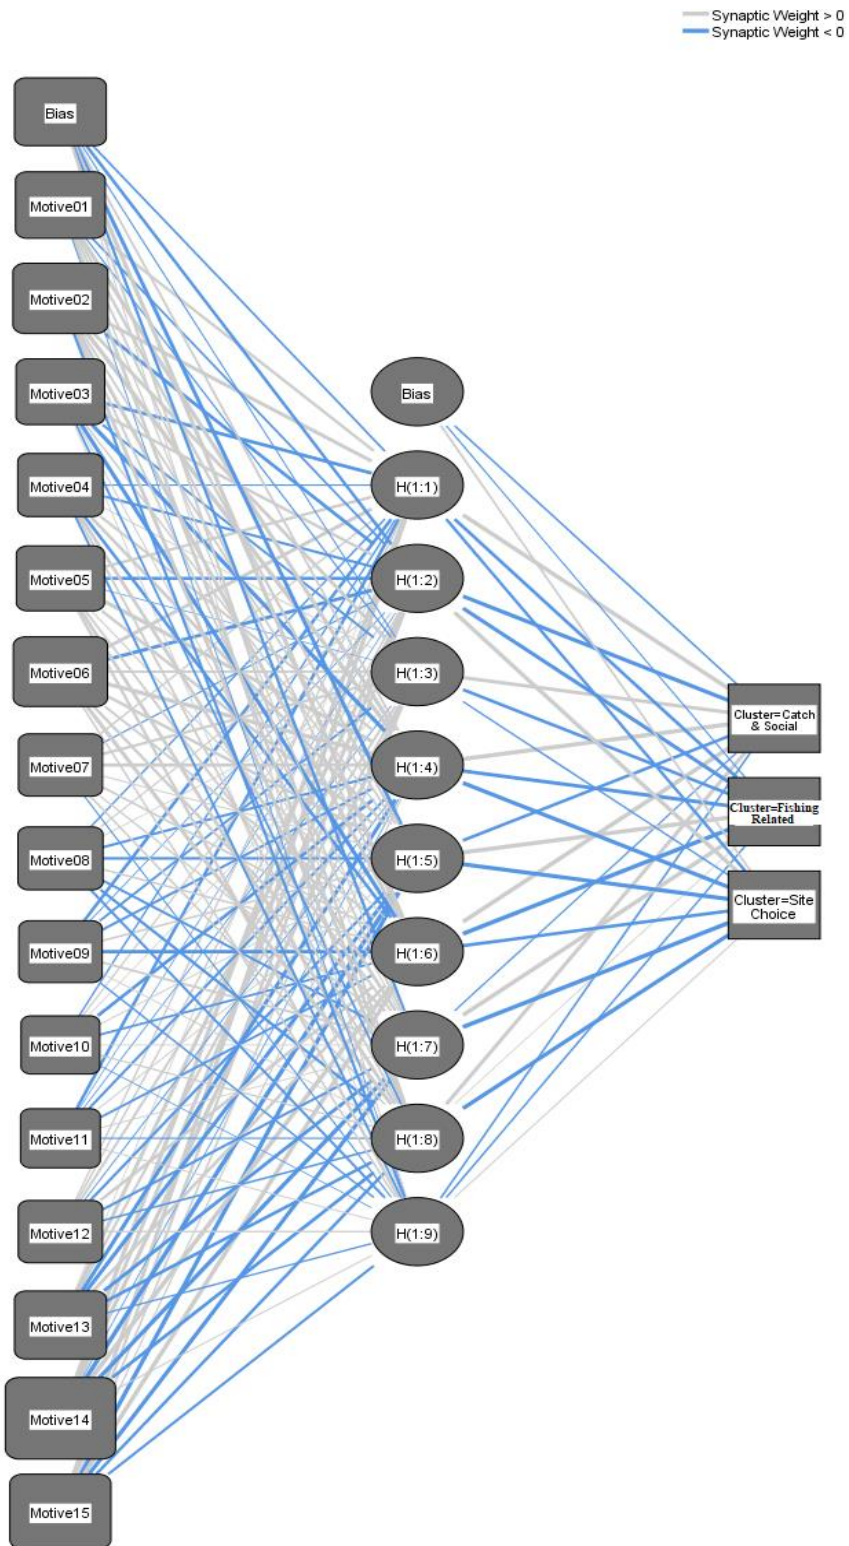 Synaptic Weight > 0
Synaptic Weight < 0
Bias
Motive01
Motive02
Motive03
Motive04
Motive05
Motive06
Motive07
Motive08
Motive09
Motive10
Motive11
Motive12
Motive13
Motive14
Motive15
Bias
H(1:1)
H(1:2)
H(1:3)
H(1:4)
H(1:5)
H(1:6)
H(1:7)
H(1:8)
H(1:9)
Cluster=Catch
& Social
Cluster=Fishing
Related
Cluster=Site
Choice